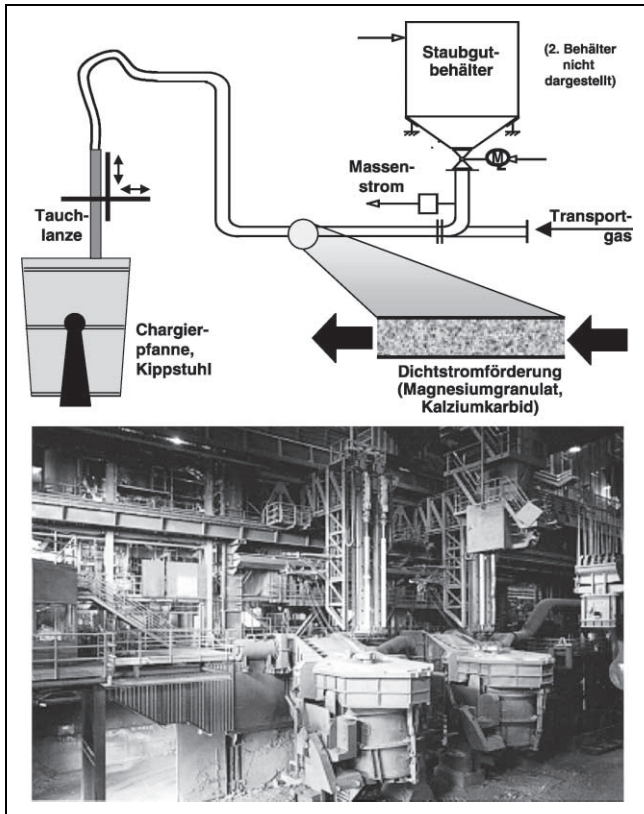 Staubgut-
behälter
(2. Behälter
nicht
dargestellt)
M
Massen-
strom
Tauch-
lanze
Transport-
gas
Chargier-
pfanne,
Kippstuhl
Dichtstromförderung
(Magnesiumgranulat,
Kalziumkarbid)